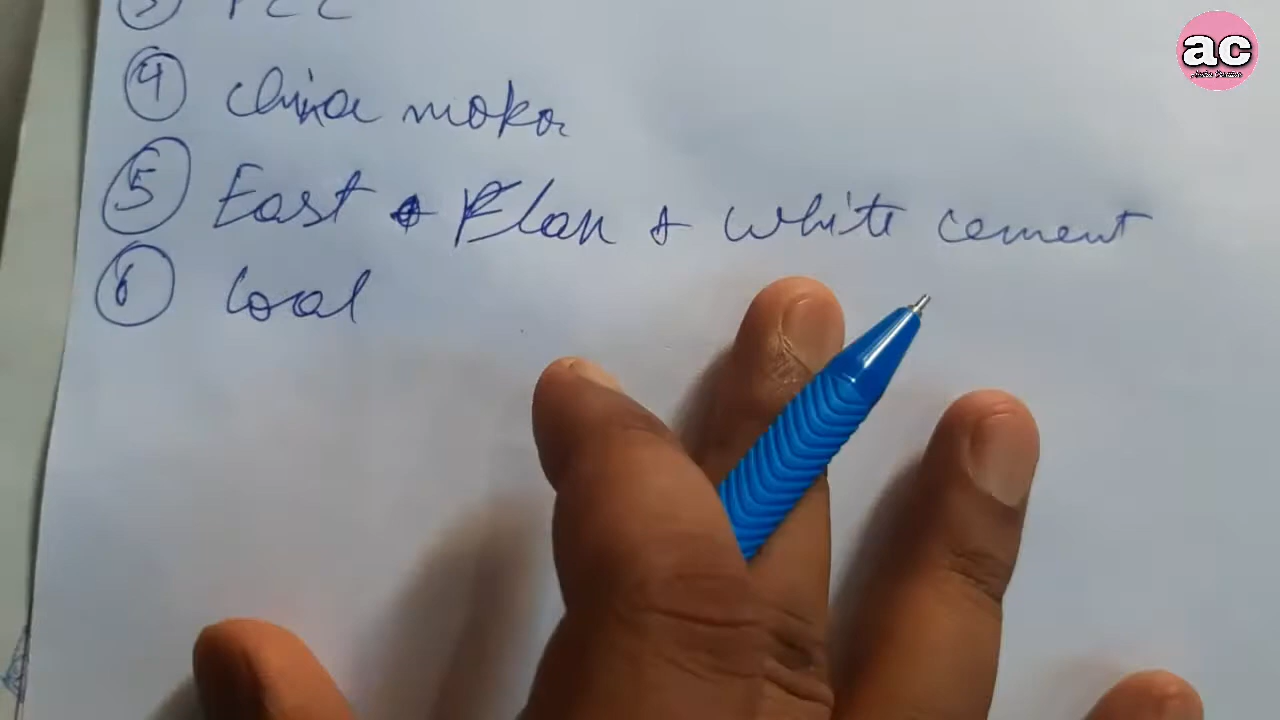 ac
④ China moka
⑤ East & Flan & white cement
⑥ Coal